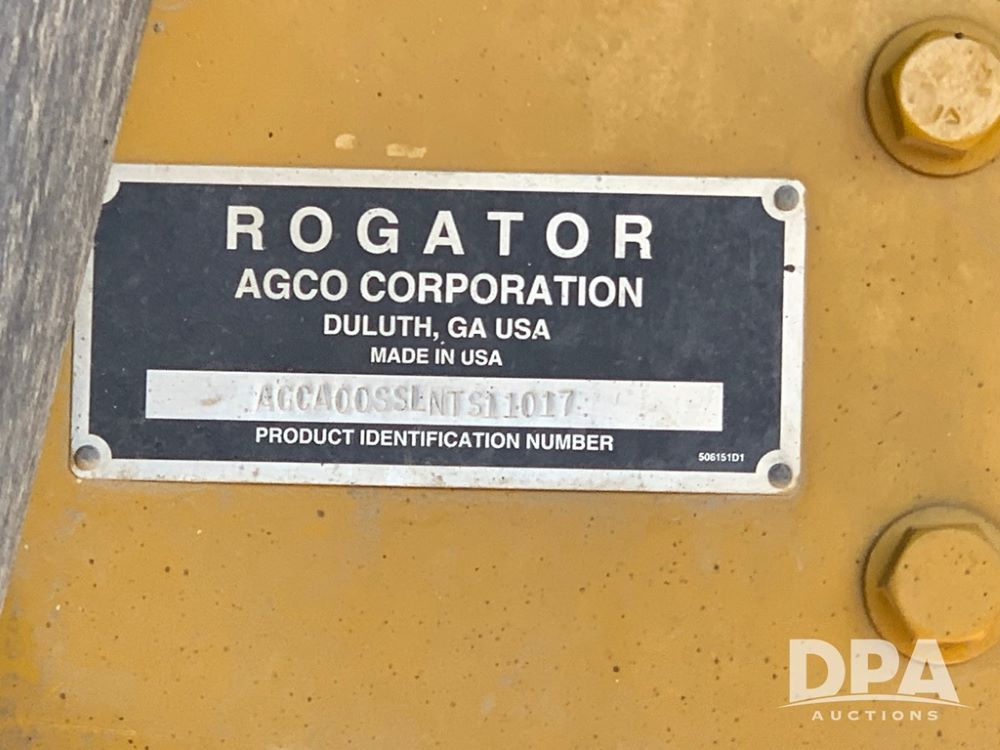 ROGATOR
AGCO CORPORATION
DULUTH, GA USA
MADE IN USA
AGCA00SSLNTS11017
PRODUCT IDENTIFICATION NUMBER
506151D1
DPA
AUCTIONS